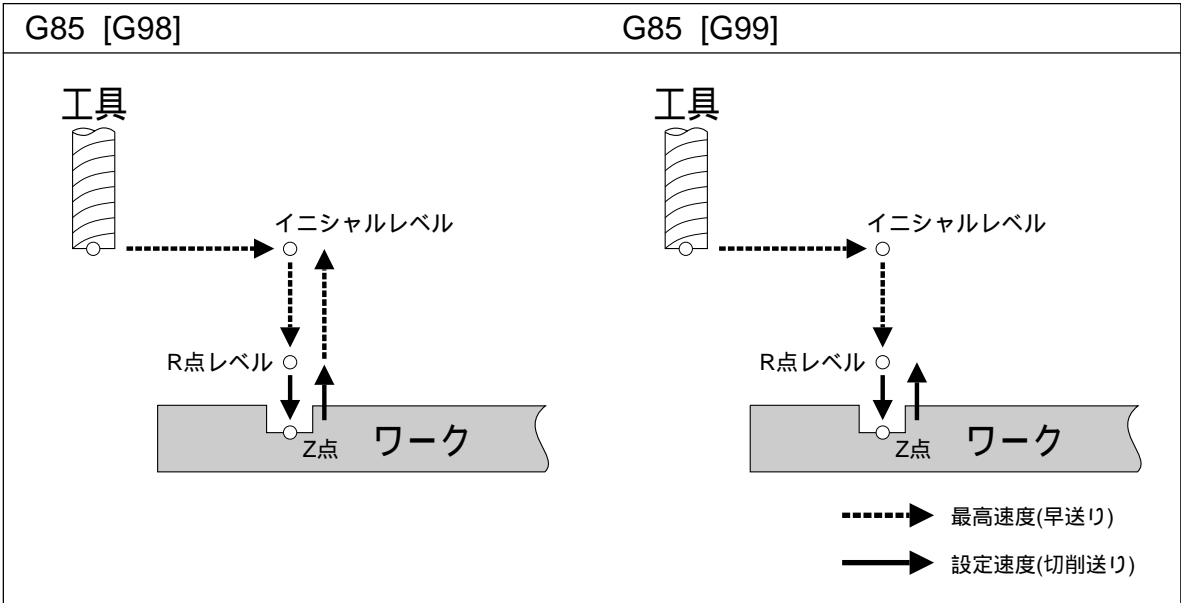 G85 [G98]
G85 [G99]
工具
イニシャルレベル
R点レベル
Z点
ワーク
工具
イニシャルレベル
R点レベル
Z点
ワーク
最高速度(早送り)
設定速度(切削送り)